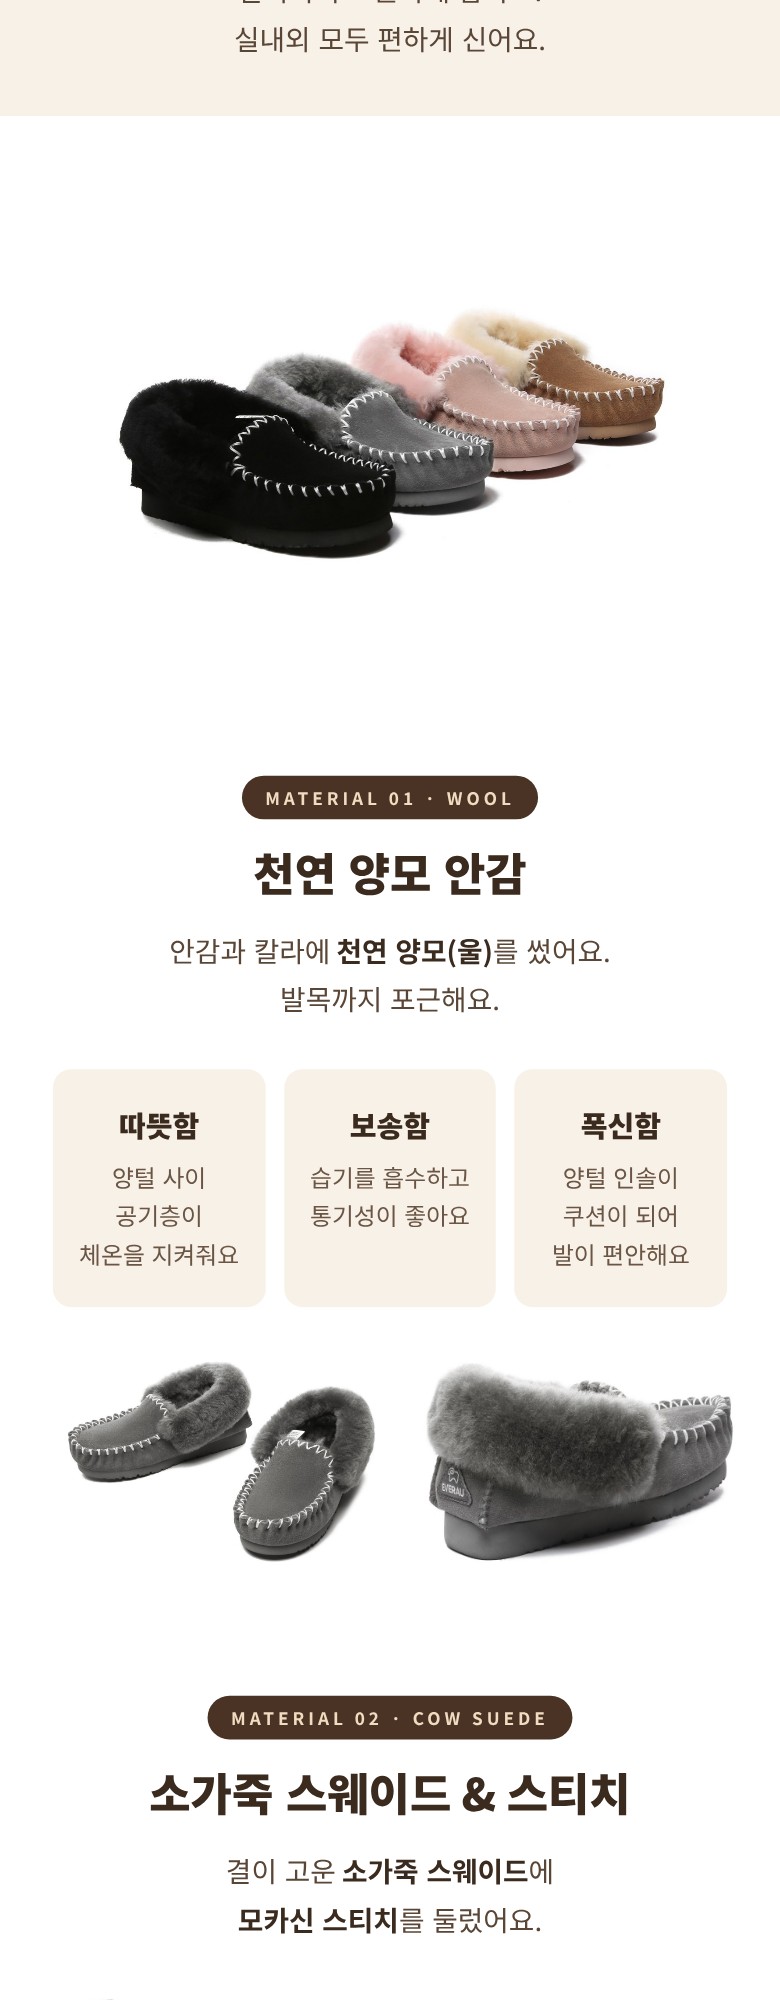 실내외 모두 편하게 신어요.
MATERIAL 01 · WOOL
천연 양모 안감
안감과 칼라에 천연 양모(울)를 썼어요.
발목까지 포근해요.
따뜻함
양털 사이
공기층이
체온을 지켜줘요
보송함
습기를 흡수하고
통기성이 좋아요
폭신함
양털 인솔이
쿠션이 되어
발이 편안해요
EVERAU
MATERIAL 02 · COW SUEDE
소가죽 스웨이드 & 스티치
결이 고운 소가죽 스웨이드에
모카신 스티치를 둘렀어요.